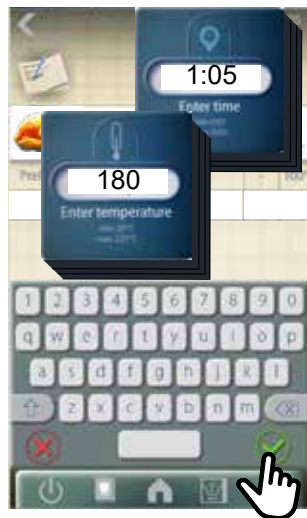 1:05
Enter time
180
Enter temperature
1 2 3 4 5 6 7 8 9 0
q w e r t y u i o p
a s d f g h j k l
z x c v b n m